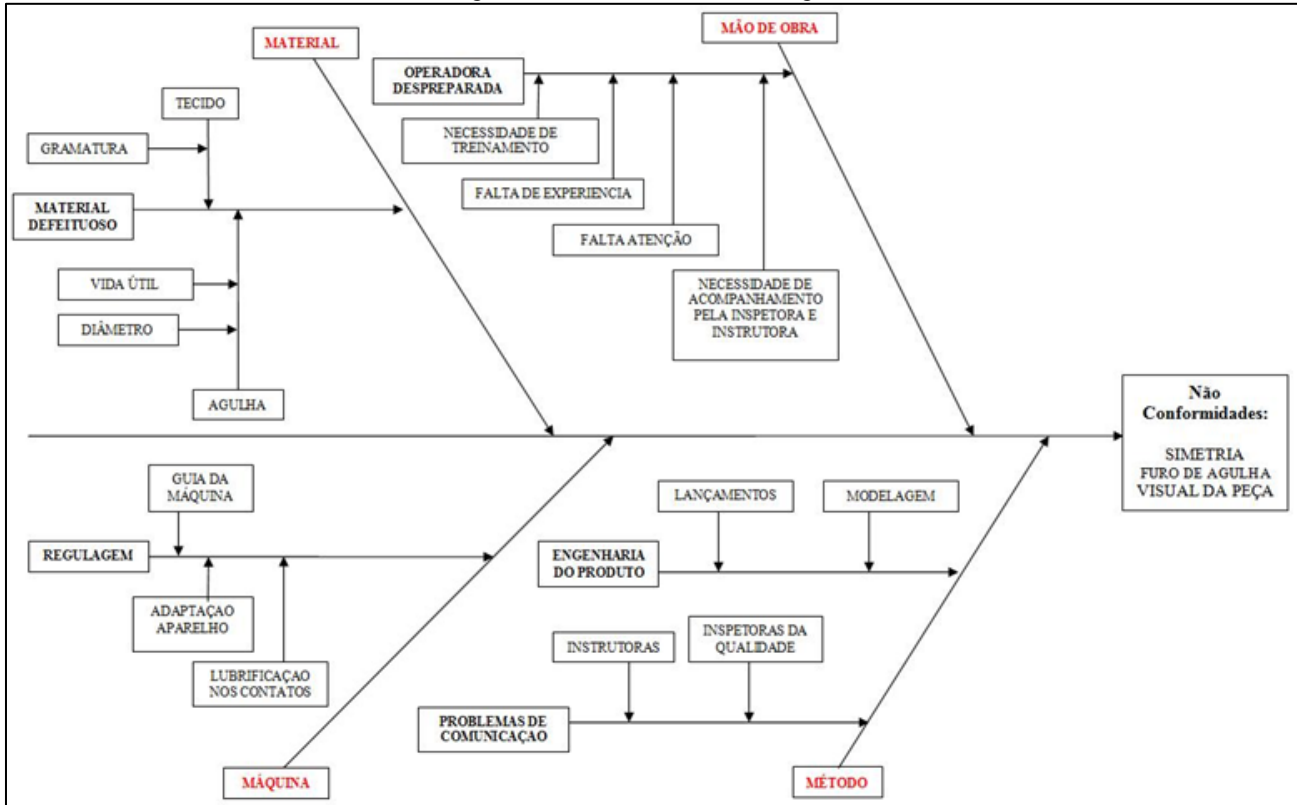 MATERIAL
MÃO DE OBRA
OPERADORA
DESPREPARADA
TECIDO
NECESSIDADE DE
TREINAMENTO
GRAMATURA
FALTA DE EXPERIENCIA
MATERIAL
DEFEITUOSO
FALTA ATENÇÃO
VIDA ÚTIL
NECESSIDADE DE
ACOMPANHAMENTO
PELA INSPETORA E
INSTRUTORA
DIÂMETRO
AGULHA
Não
Conformidades:
SIMETRIA
FURO DE AGULHA
VISUAL DA PEÇA
GUIA DA
MÁQUINA
LANÇAMENTOS
MODELAGEM
REGULAGEM
ENGENHARIA
DO PRODUTO
ADAPTAÇAO
APARELHO
INSTRUTORAS
INSPETORAS DA
QUALIDADE
LUBRIFICAÇAO
NOS CONTATOS
PROBLEMAS DE
COMUNICAÇAO
MÁQUINA
MÉTODO